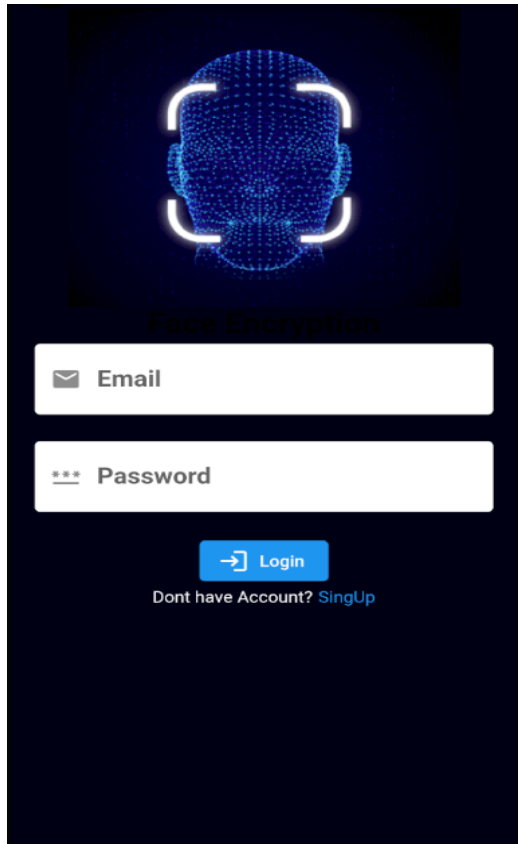 Face Encryption
Email
*** Password
Login
Dont have Account? SingUp